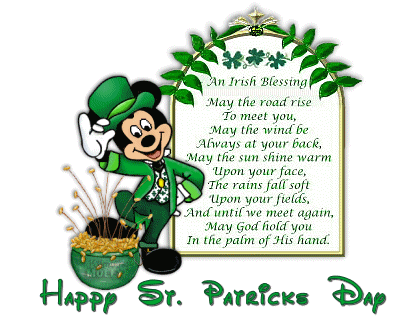 An Irish Blessing
May the road rise
To meet you,
May the wind be
Always at your back,
May the sun shine warm
Upon your face,
The rains fall soft
Upon your fields,
And until we meet again,
May God hold you
In the palm of His hand.
Happy St. Patricks Day